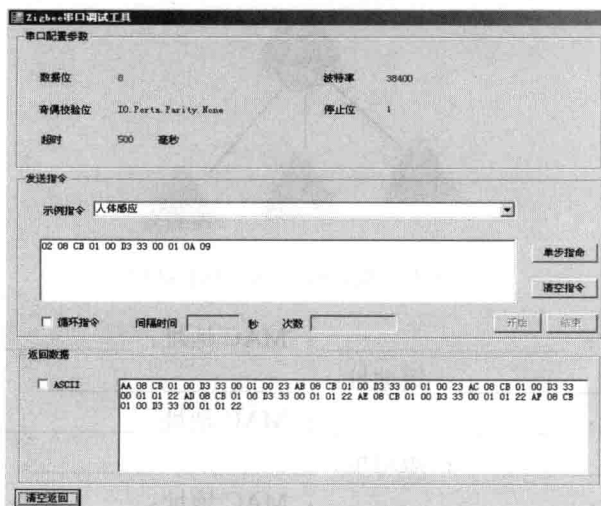 Zigbee串口调试工具
串口配置参数
数据位 8 波特率 38400
奇偶校验位 IO.Ports.Parity.None 停止位 1
超时 500 毫秒
发送指令
示例指令 人体感应
02 08 CB 01 00 D3 33 00 01 0A 09
单步指命
清空指令
循环指令 间隔时间 秒 次数 开始 结束
返回数据
ASCII
AA 08 CB 01 00 D3 33 00 01 00 23 AB 08 CB 01 00 D3 33 00 01 00 23 AC 08 CB 01 00 D3 33
00 01 01 22 AD 08 CB 01 00 D3 33 00 01 01 22 AE 08 CB 01 00 D3 33 00 01 01 22 AF 08 CB
01 00 D3 33 00 01 01 22
清空返回